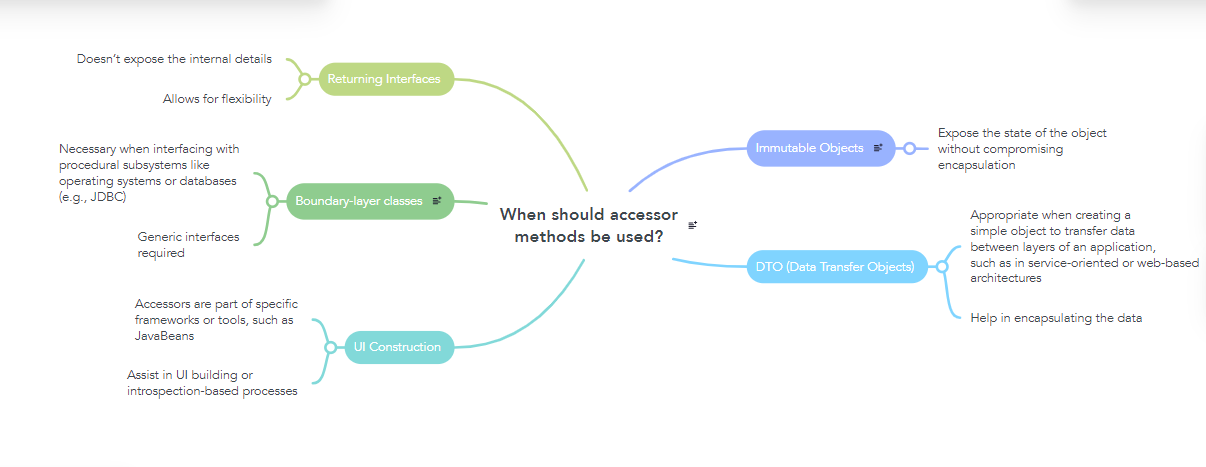 When should accessor
methods be used?
Returning Interfaces
Doesn’t expose the internal details
Allows for flexibility
Boundary-layer classes
Necessary when interfacing with
procedural subsystems like
operating systems or databases
(e.g., JDBC)
Generic interfaces
required
UI Construction
Accessors are part of specific
frameworks or tools, such as
JavaBeans
Assist in UI building or
introspection-based processes
Immutable Objects
Expose the state of the object
without compromising
encapsulation
DTO (Data Transfer Objects)
Appropriate when creating a
simple object to transfer data
between layers of an application,
such as in service-oriented or web-based
architectures
Help in encapsulating the data